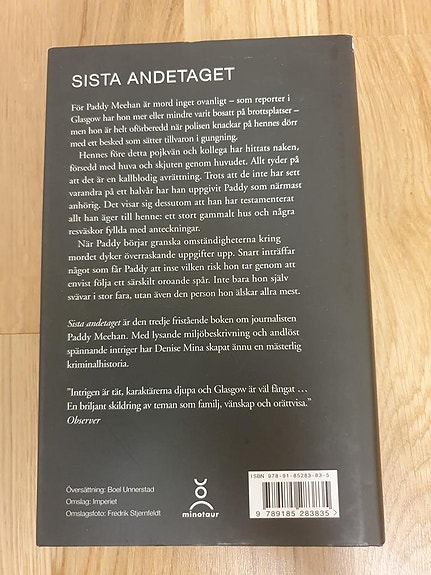 SISTA ANDETAGET
För Paddy Meehan är mord inget ovanligt – som reporter i
Glasgow har hon mer eller mindre varit bosatt på brottsplatser –
men hon är helt oförberedd när polisen knackar på hennes dörr
med ett besked som sätter tillvaron i gungning.
Hennes före detta pojkvän och kollega har hittats naken,
försedd med huva och skjuten genom huvudet. Allt tyder på
att det är en kallblodig avrättning. Trots att de inte har sett
varandra på ett halvår har han uppgivit Paddy som närmast
anhörig. Det visar sig dessutom att han har testamenterat
allt han äger till henne: ett stort gammalt hus och några
resväskor fyllda med anteckningar.
När Paddy börjar granska omständigheterna kring
mordet dyker överraskande uppgifter upp. Snart inträffar
något som får Paddy att inse vilken risk hon tar genom att
envist följa ett särskilt oroande spår. Inte bara hon själv
svävar i stor fara, utan även den person hon älskar allra mest.
Sista andetaget är den tredje fristående boken om journalisten
Paddy Meehan. Med lysande miljöbeskrivning och andlöst
spännande intriger har Denise Mina skapat ännu en mästerlig
kriminalhistoria.
”Intrigen är tät, karaktärerna djupa och Glasgow är väl fångat …
En briljant skildring av teman som familj, vänskap och orättvisa.”
Observer
Översättning: Boel Unnerstad
Omslag: Imperiet
Omslagsfoto: Fredrik Stjernfeldt
minotaur
ISBN 978-91-85283-83-5
9 789185 283835